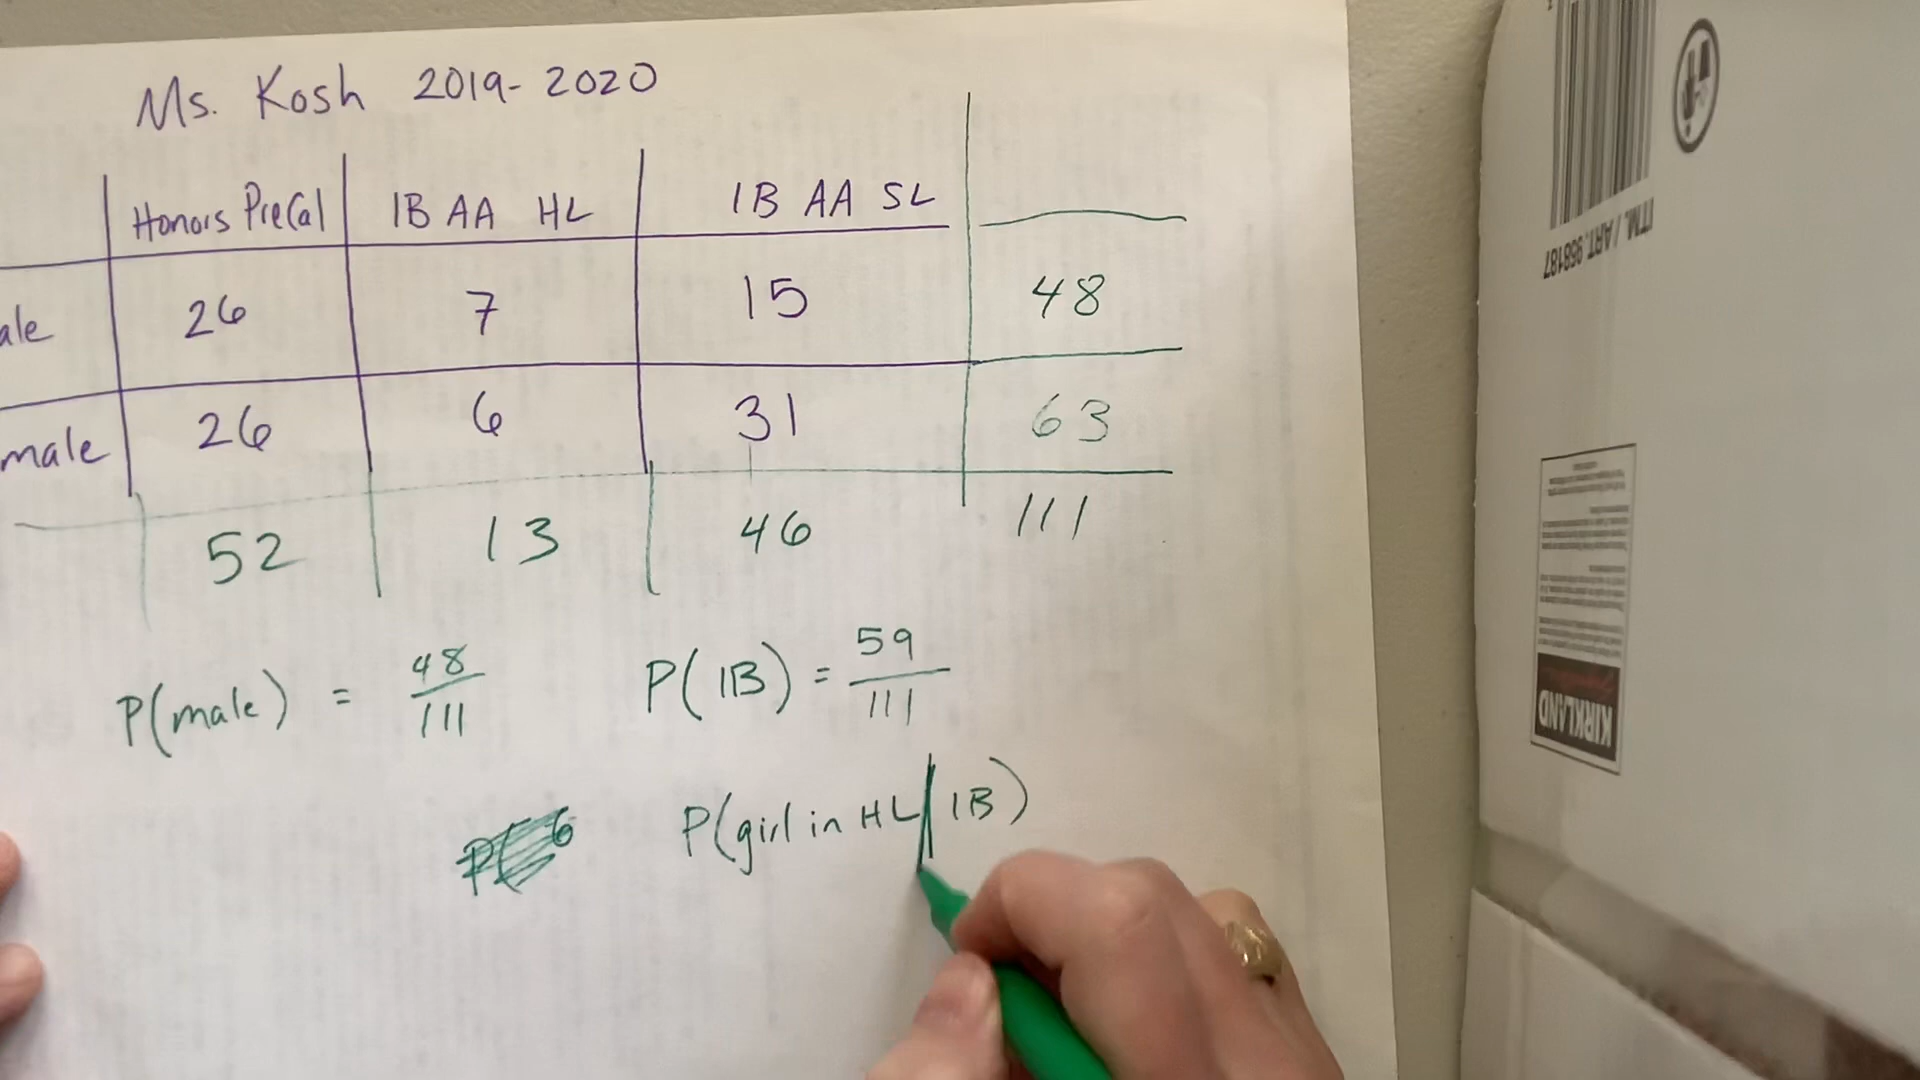 Ms. Kosh 2019-2020
Honors PreCal IB AA HL IB AA SL
ale 26 7 15 48
male 26 6 31 63
52 13 46 111
P(male) = 48/111 P(IB) = 59/111
P(girl in HL | IB)
ITM./ART. 968187
KIRKLAND